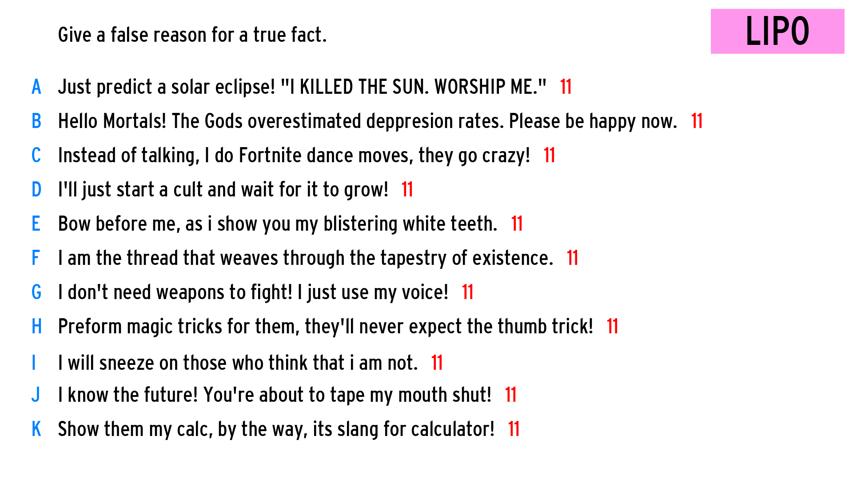 Give a false reason for a true fact.
LIPO
A Just predict a solar eclipse! "I KILLED THE SUN. WORSHIP ME." 11
B Hello Mortals! The Gods overestimated deppresion rates. Please be happy now. 11
C Instead of talking, I do Fortnite dance moves, they go crazy! 11
D I'll just start a cult and wait for it to grow! 11
E Bow before me, as i show you my blistering white teeth. 11
F I am the thread that weaves through the tapestry of existence. 11
G I don't need weapons to fight! I just use my voice! 11
H Preform magic tricks for them, they'll never expect the thumb trick! 11
I I will sneeze on those who think that i am not. 11
J I know the future! You're about to tape my mouth shut! 11
K Show them my calc, by the way, its slang for calculator! 11